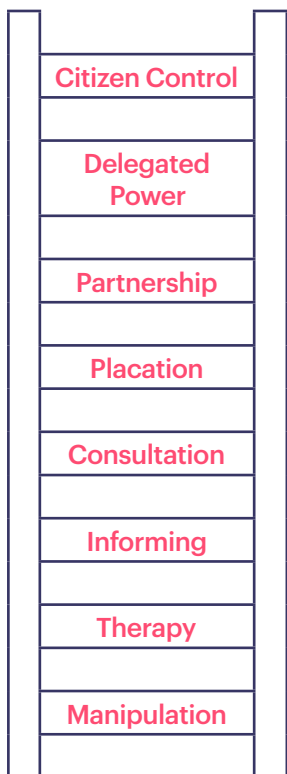 Citizen Control
Delegated
Power
Partnership
Placation
Consultation
Informing
Therapy
Manipulation